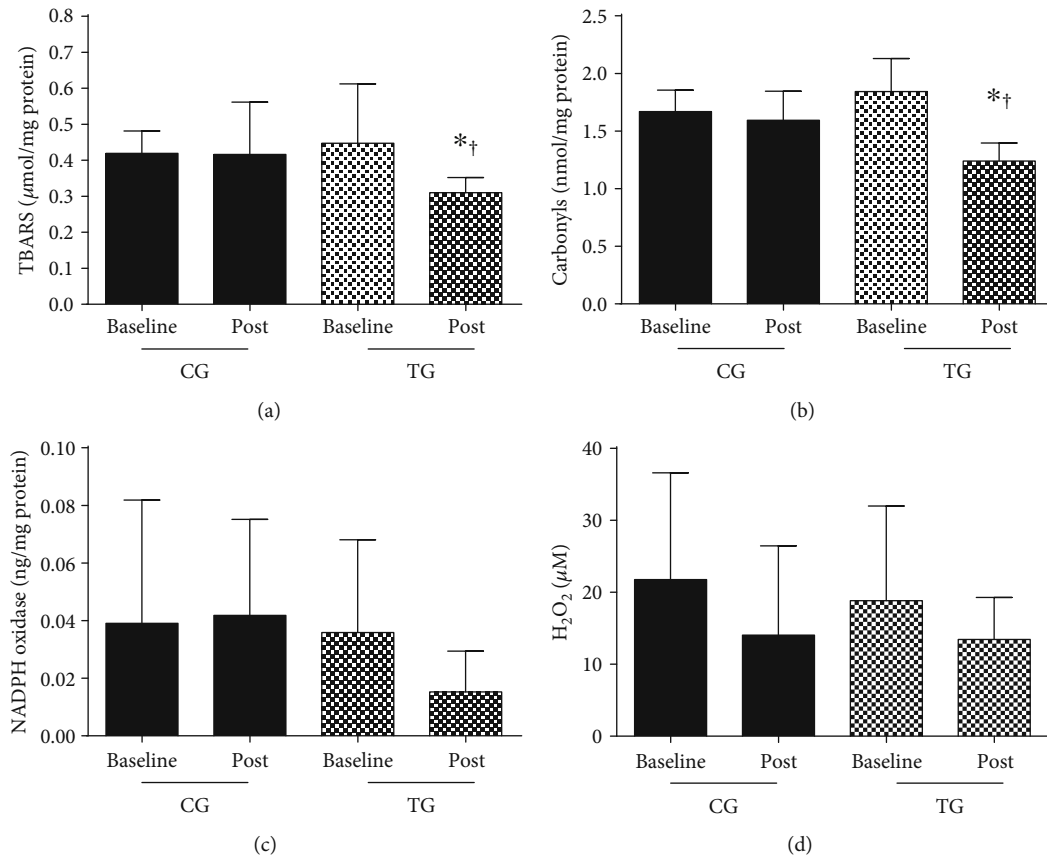 TBARS (μmol/mg protein)
0.8
0.7
0.6
0.5
0.4
0.3
0.2
0.1
0.0
*†
Baseline Post Baseline Post
CG TG
(a)
Carbonyls (nmol/mg protein)
2.5
2.0
1.5
1.0
0.5
0.0
*†
Baseline Post Baseline Post
CG TG
(b)
NADPH oxidase (ng/mg protein)
0.10
0.08
0.06
0.04
0.02
0.00
Baseline Post Baseline Post
CG TG
(c)
H₂O₂ (μM)
40
30
20
10
0
Baseline Post Baseline Post
CG TG
(d)